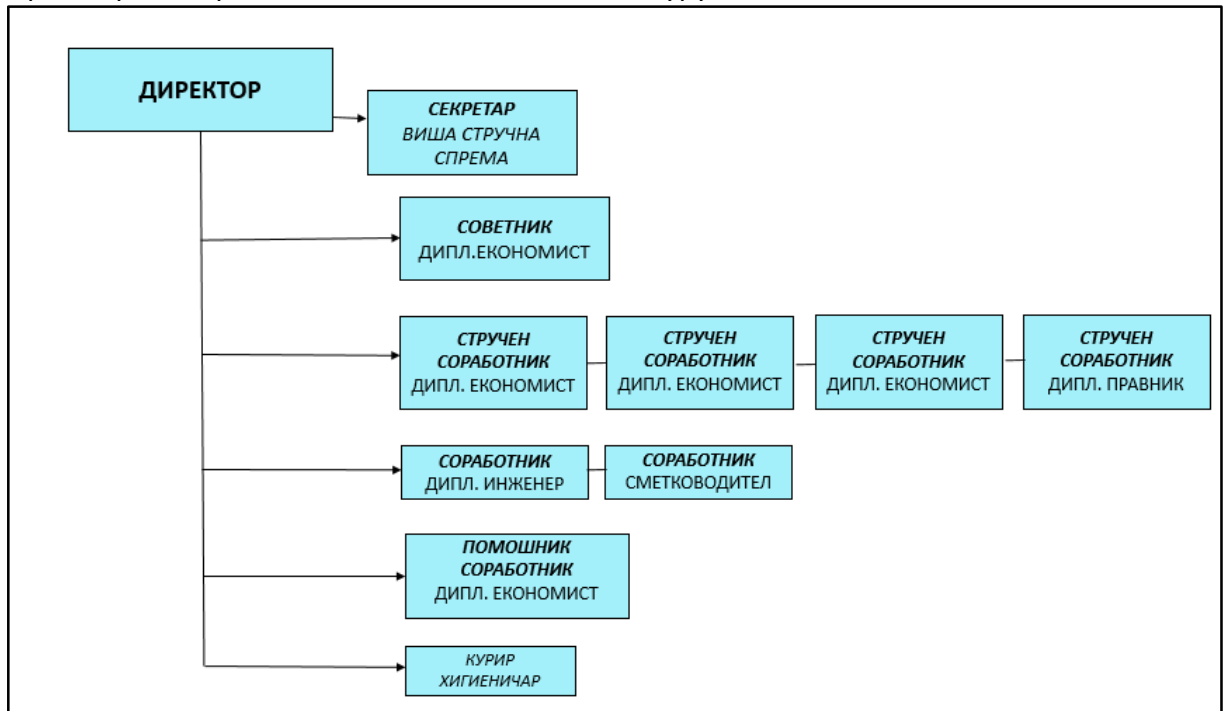 ДИРЕКТОР
СЕКРЕТАР
ВИША СТРУЧНА
СПРЕМА
СОВЕТНИК
ДИПЛ.ЕКОНОМИСТ
СТРУЧЕН
СОРАБОТНИК
ДИПЛ. ЕКОНОМИСТ
СТРУЧЕН
СОРАБОТНИК
ДИПЛ. ЕКОНОМИСТ
СТРУЧЕН
СОРАБОТНИК
ДИПЛ. ЕКОНОМИСТ
СТРУЧЕН
СОРАБОТНИК
ДИПЛ. ПРАВНИК
СОРАБОТНИК
ДИПЛ. ИНЖЕНЕР
СОРАБОТНИК
СМЕТКОВОДИТЕЛ
ПОМОШНИК
СОРАБОТНИК
ДИПЛ. ЕКОНОМИСТ
КУРИР
ХИГИЕНИЧАР